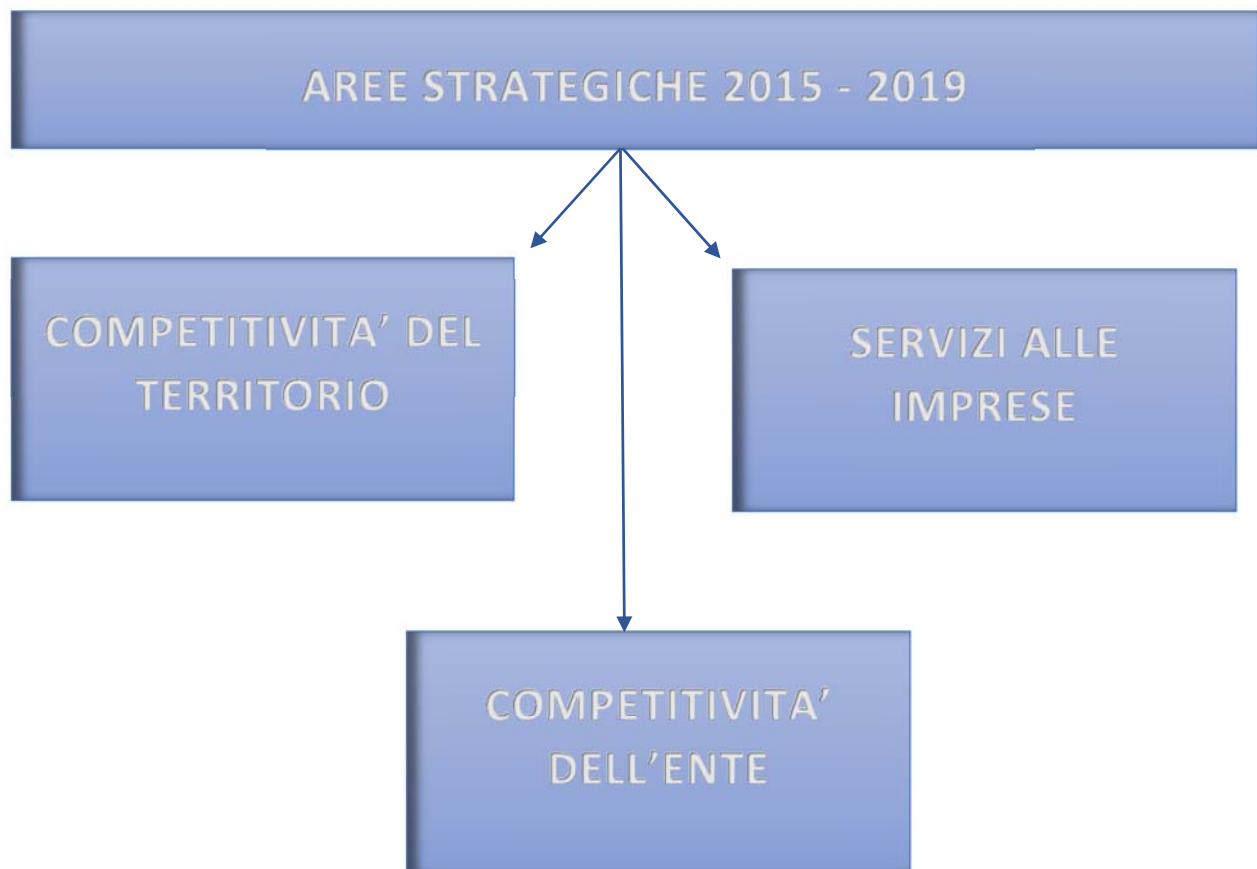 AREE STRATEGICHE 2015 - 2019
COMPETITIVITA’ DEL
TERRITORIO
SERVIZI ALLE
IMPRESE
COMPETITIVITA’
DELL’ENTE